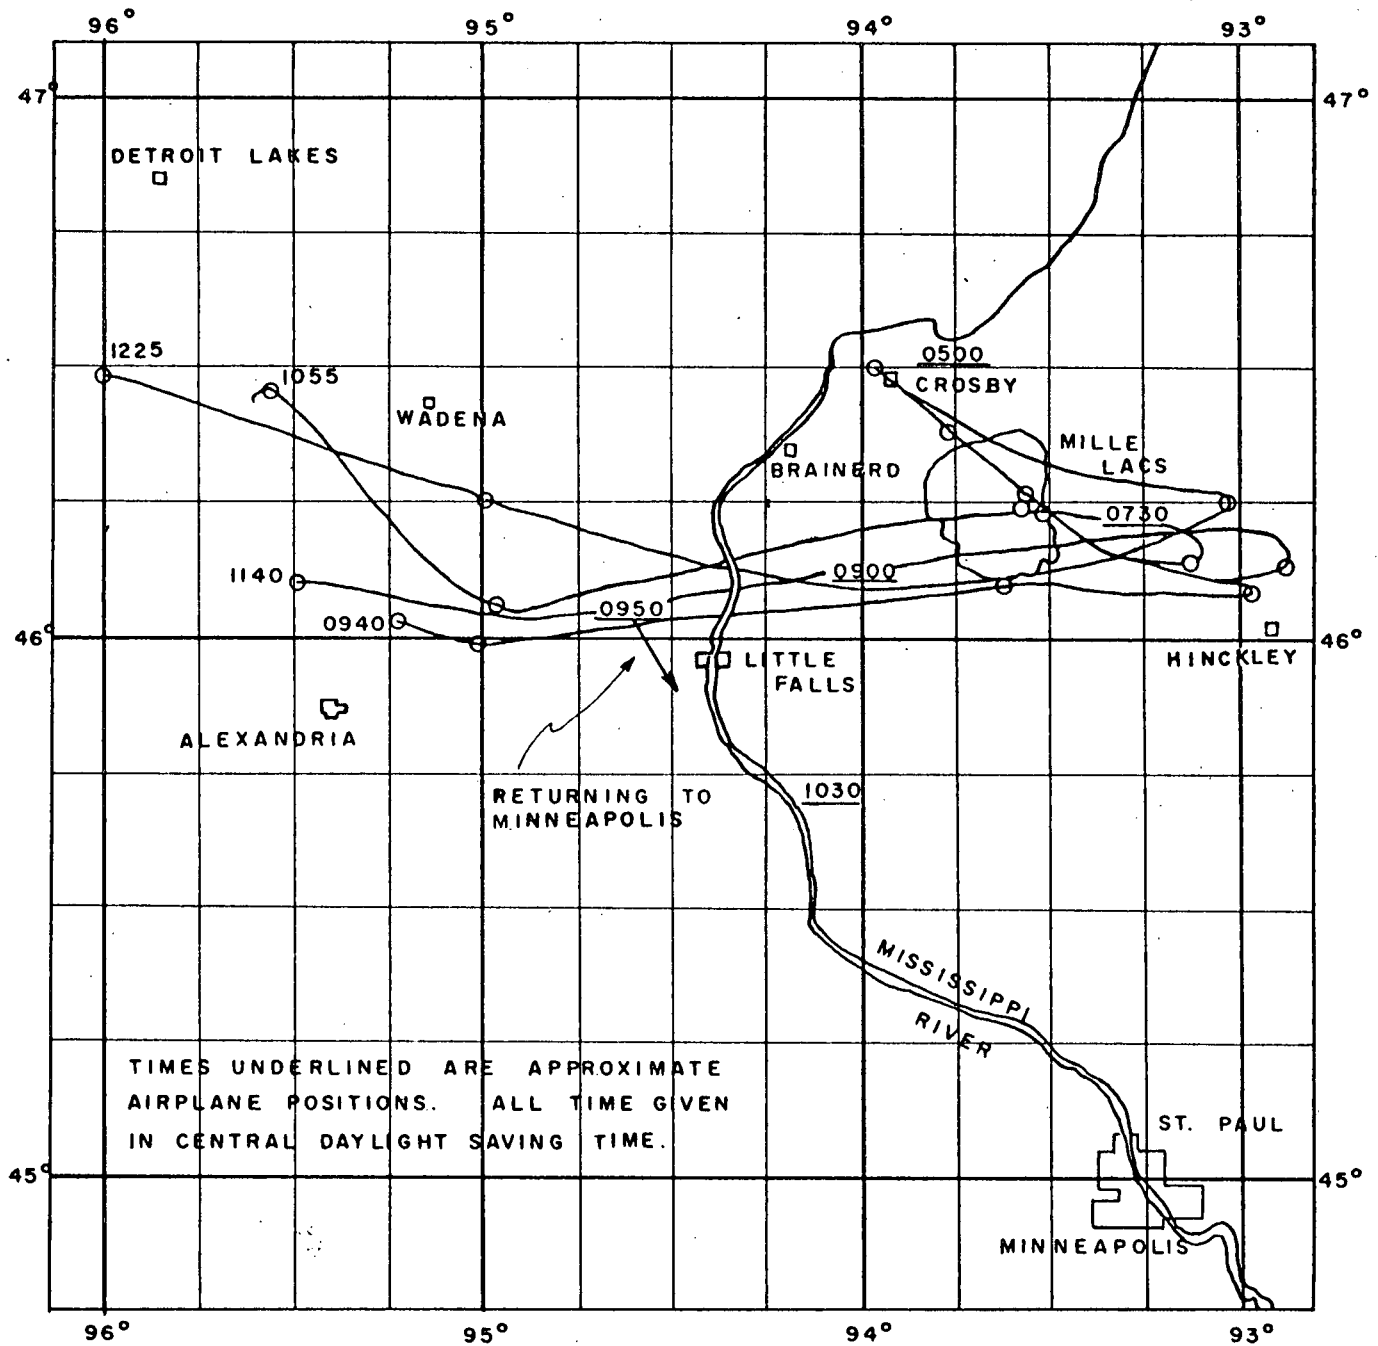 96° 95° 94° 93°
47° 47°
DETROIT LAKES
1225
1055
0500
CROSBY
WADENA
MILLE
LACS
BRAINERD
0730
1140
0900
0950
0940
46° 46°
LITTLE
FALLS
HINCKLEY
ALEXANDRIA
1030
RETURNING TO
MINNEAPOLIS
MISSISSIPPI
RIVER
TIMES UNDERLINED ARE APPROXIMATE
AIRPLANE POSITIONS. ALL TIME GIVEN
IN CENTRAL DAYLIGHT SAVING TIME.
ST. PAUL
45° 45°
MINNEAPOLIS
96° 95° 94° 93°